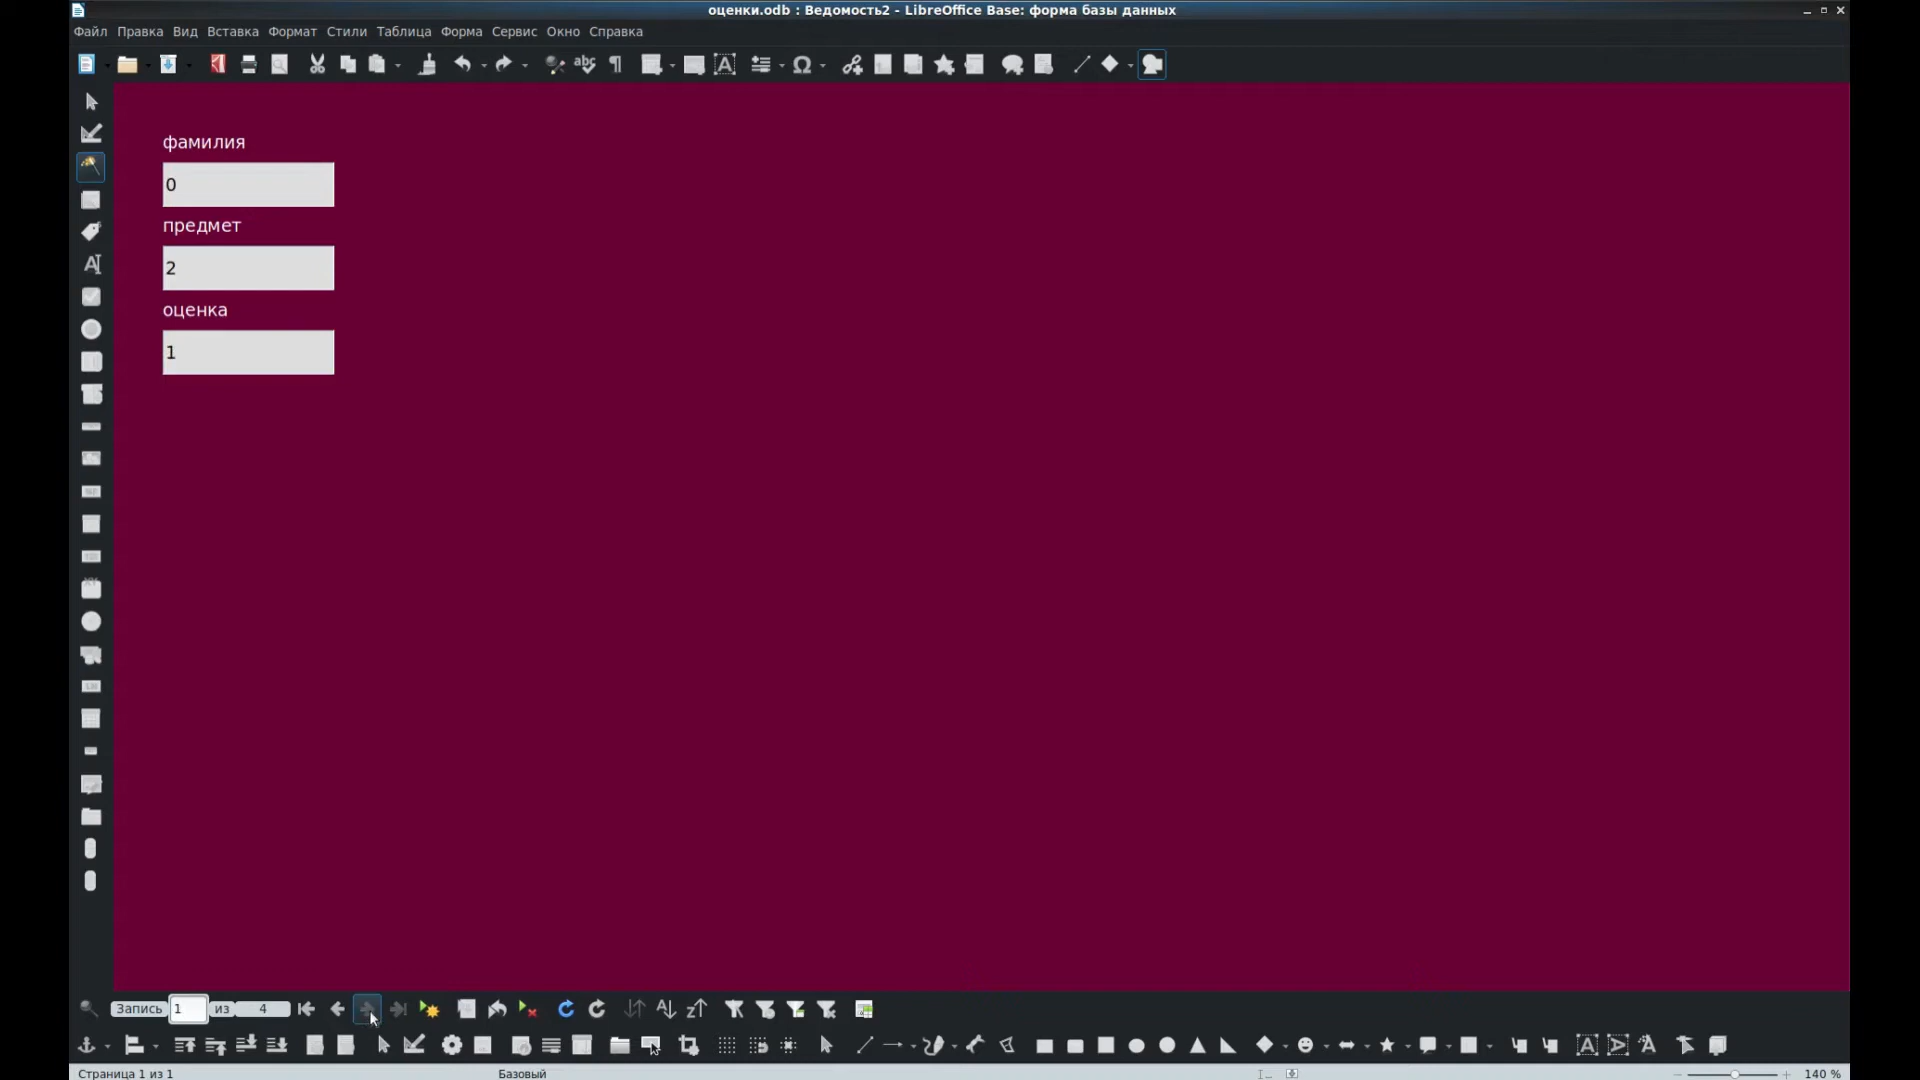 оценки.odb : Ведомость2 - LibreOffice Base: форма базы данных
Файл Правка Вид Вставка Формат Стили Таблица Форма Сервис Окно Справка
фамилия
0
предмет
2
оценка
1
Запись 1 из 4
Страница 1 из 1 Базовый 140 %